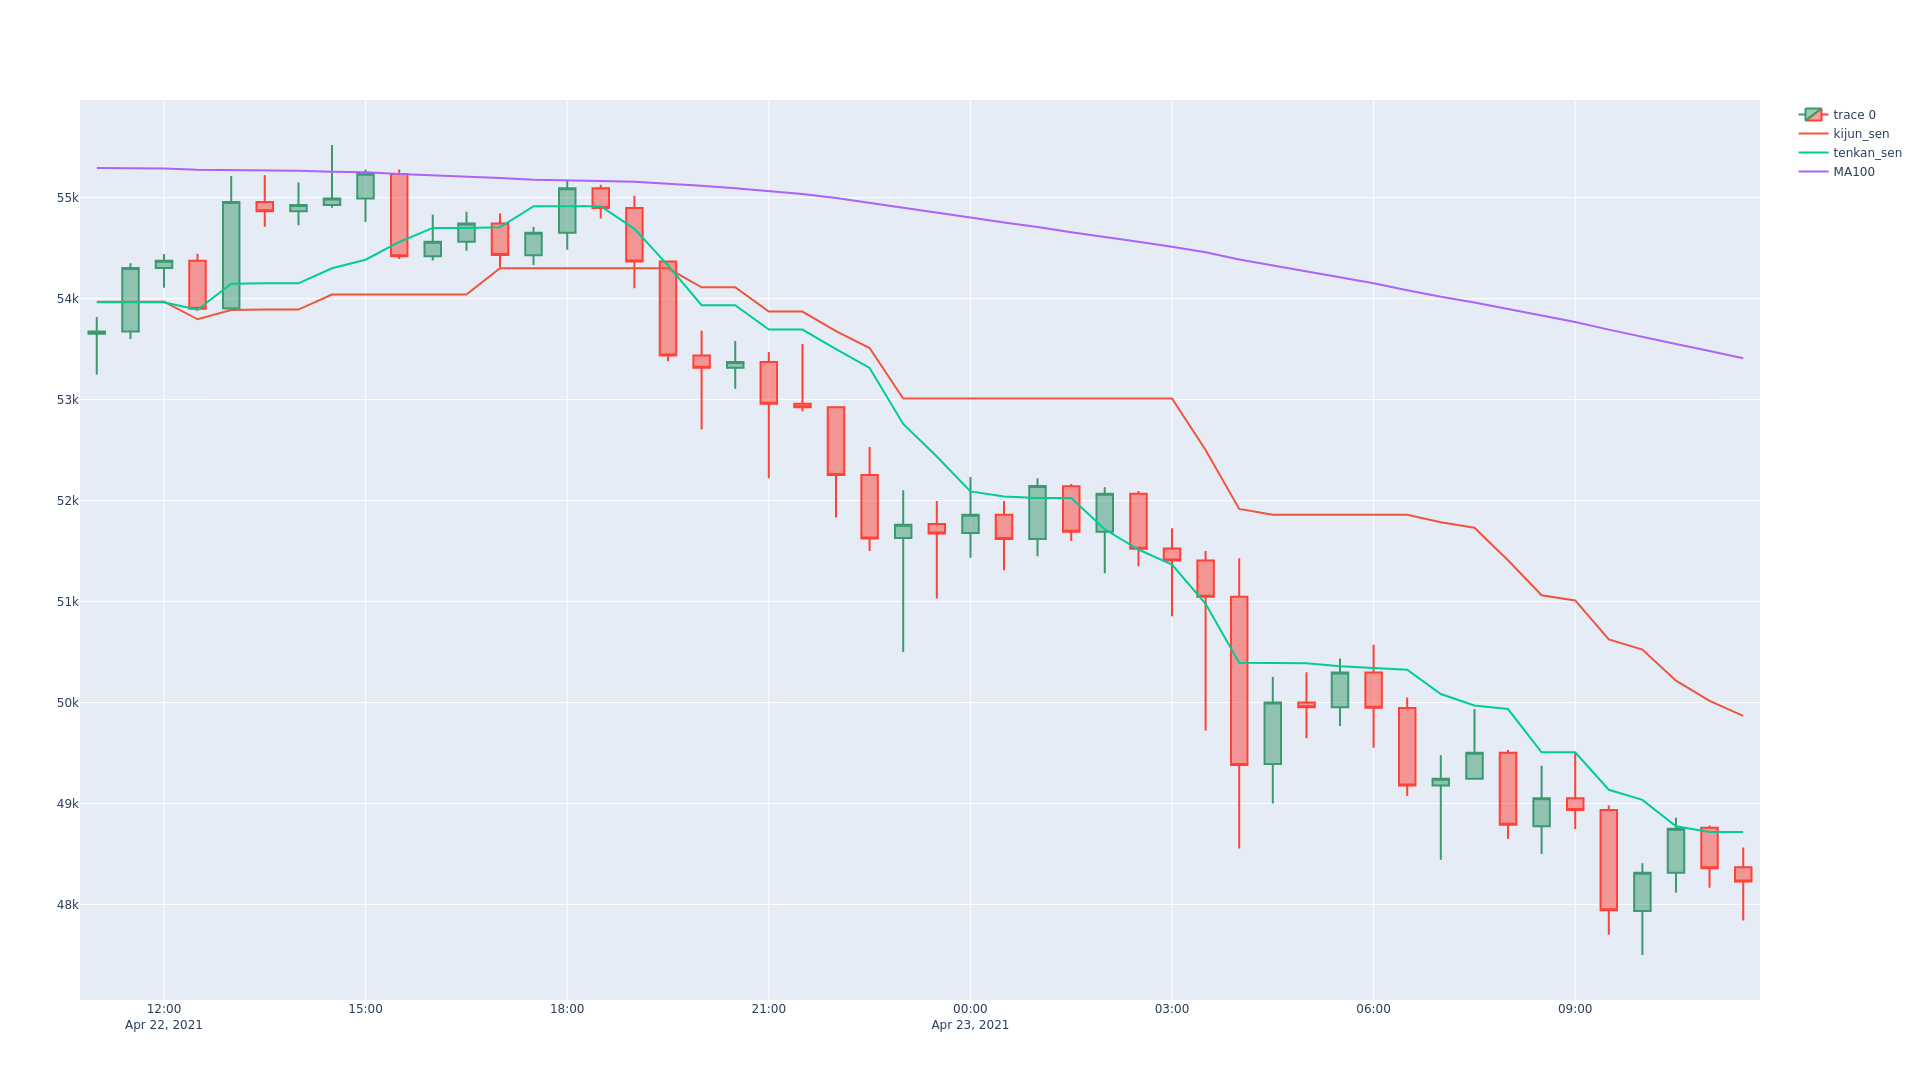 trace 0
kijun_sen
tenkan_sen
MA100
55k
54k
53k
52k
51k
50k
49k
48k
12:00 15:00 18:00 21:00 00:00 03:00 06:00 09:00
Apr 22, 2021 Apr 23, 2021